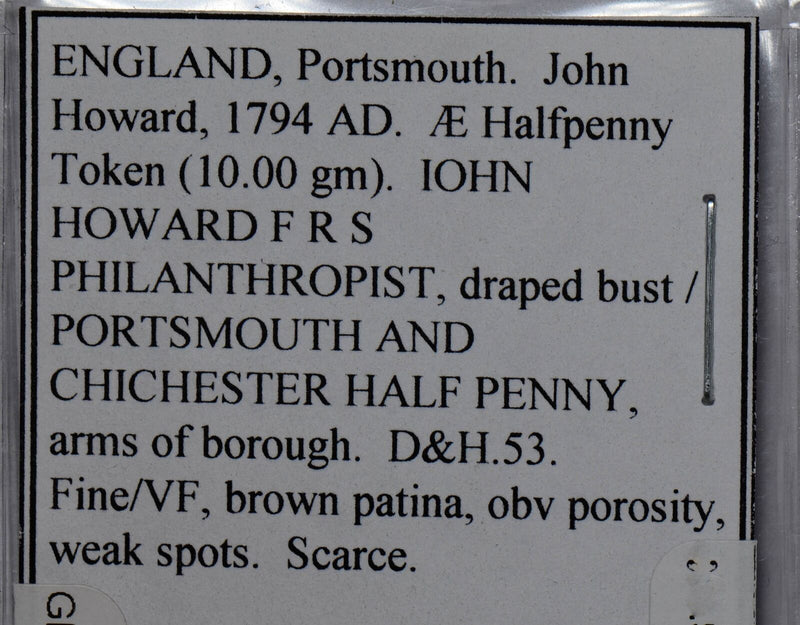 ENGLAND, Portsmouth. John
Howard, 1794 AD. Æ Halfpenny
Token (10.00 gm). IOHN
HOWARD F R S
PHILANTHROPIST, draped bust /
PORTSMOUTH AND
CHICHESTER HALF PENNY,
arms of borough. D&H.53.
Fine/VF, brown patina, obv porosity,
weak spots. Scarce.